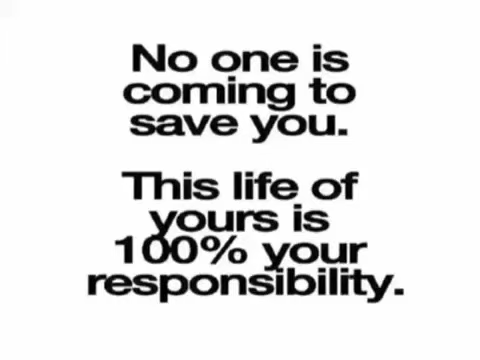 No one is
coming to
save you.
This life of
yours is
100% your
responsibility.